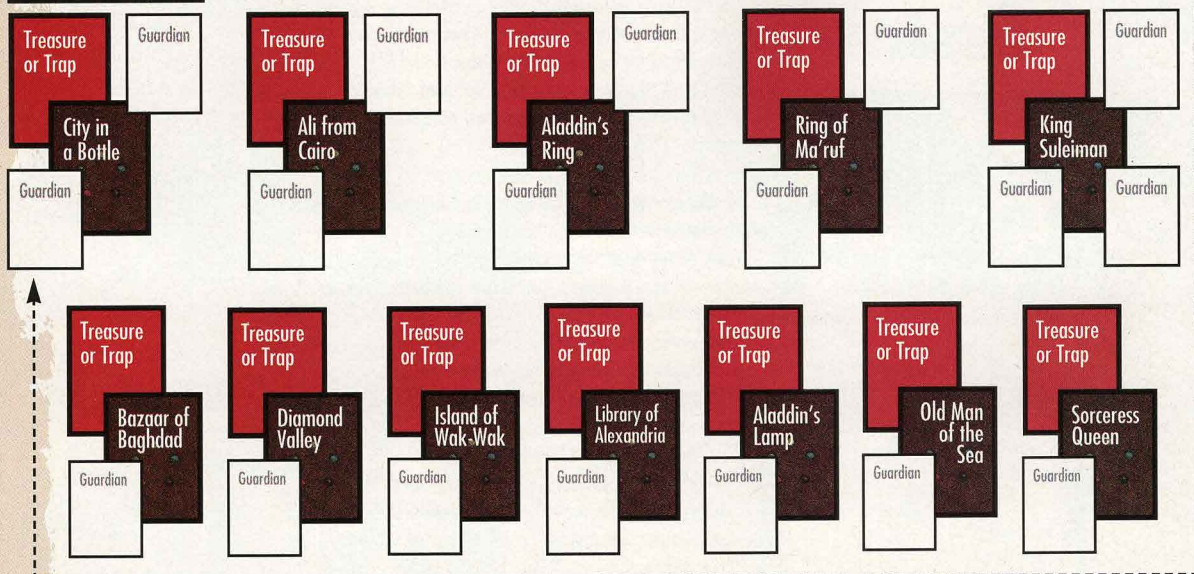 Treasure
or Trap
Guardian
City in
a Bottle
Guardian
Treasure
or Trap
Guardian
Ali from
Cairo
Guardian
Treasure
or Trap
Guardian
Aladdin's
Ring
Guardian
Treasure
or Trap
Guardian
Ring of
Ma'ruf
Guardian
Treasure
or Trap
Guardian
King
Suleiman
Guardian
Guardian
Treasure
or Trap
Bazaar of
Baghdad
Guardian
Treasure
or Trap
Diamond
Valley
Guardian
Treasure
or Trap
Island of
Wak-Wak
Guardian
Treasure
or Trap
Library of
Alexandria
Guardian
Treasure
or Trap
Aladdin's
Lamp
Guardian
Treasure
or Trap
Old Man
of the
Sea
Guardian
Treasure
or Trap
Sorceress
Queen
Guardian